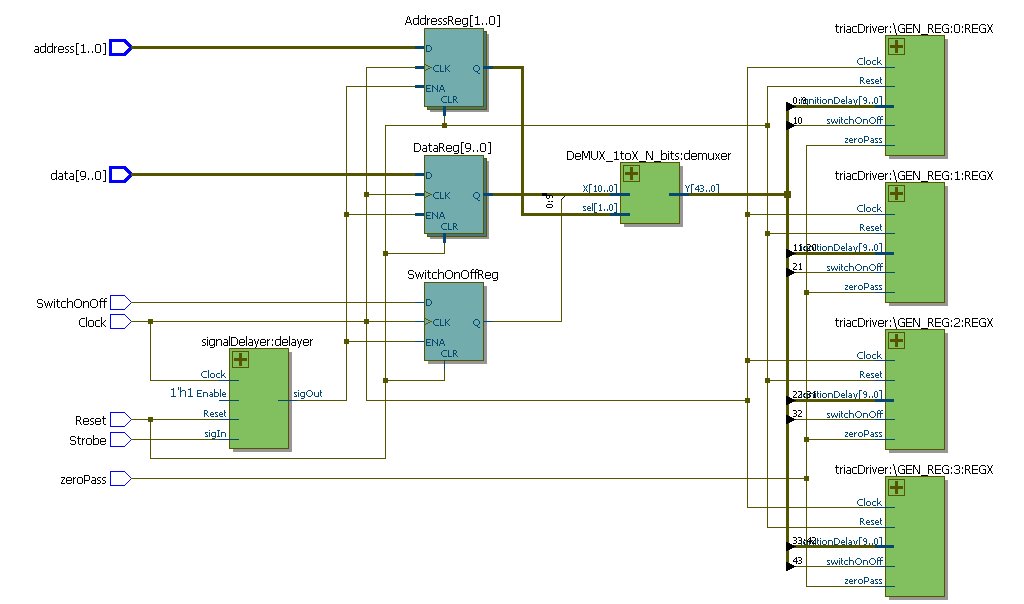 AddressReg[1..0]
address[1..0]
D
CLK
Q
ENA
CLR
DataReg[9..0]
data[9..0]
D
CLK
Q
ENA
CLR
0:9
SwitchOnOffReg
SwitchOnOff
D
Clock
CLK
Q
ENA
CLR
signalDelayer:delayer
Clock
1'h1 Enable
sigOut
Reset
Reset
Strobe
sigIn
zeroPass
DeMUX_1toX_N_bits:demuxer
X[10..0]
Y[43..0]
sel[1..0]
triacDriver:\GEN_REG:0:REGX
Clock
Reset
0:9
ignitionDelay[9..0]
10
switchOnOff
zeroPass
triacDriver:\GEN_REG:1:REGX
Clock
Reset
11:20
ignitionDelay[9..0]
21
switchOnOff
zeroPass
triacDriver:\GEN_REG:2:REGX
Clock
Reset
22:31
ignitionDelay[9..0]
32
switchOnOff
zeroPass
triacDriver:\GEN_REG:3:REGX
Clock
Reset
33:42
ignitionDelay[9..0]
43
switchOnOff
zeroPass